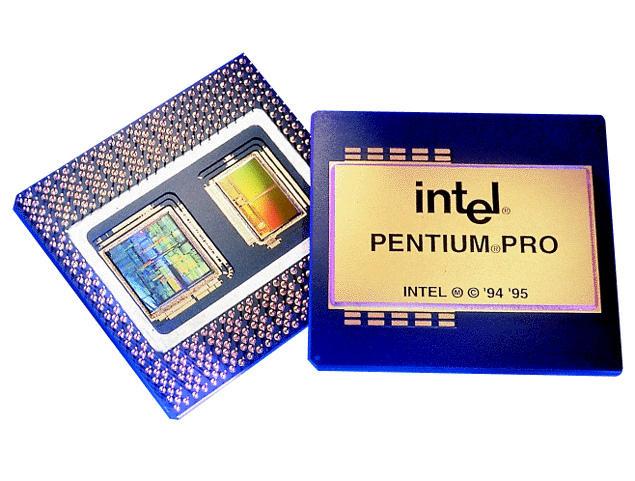 intel®
PENTIUM®PRO
INTEL Ⓜ © '94 '95